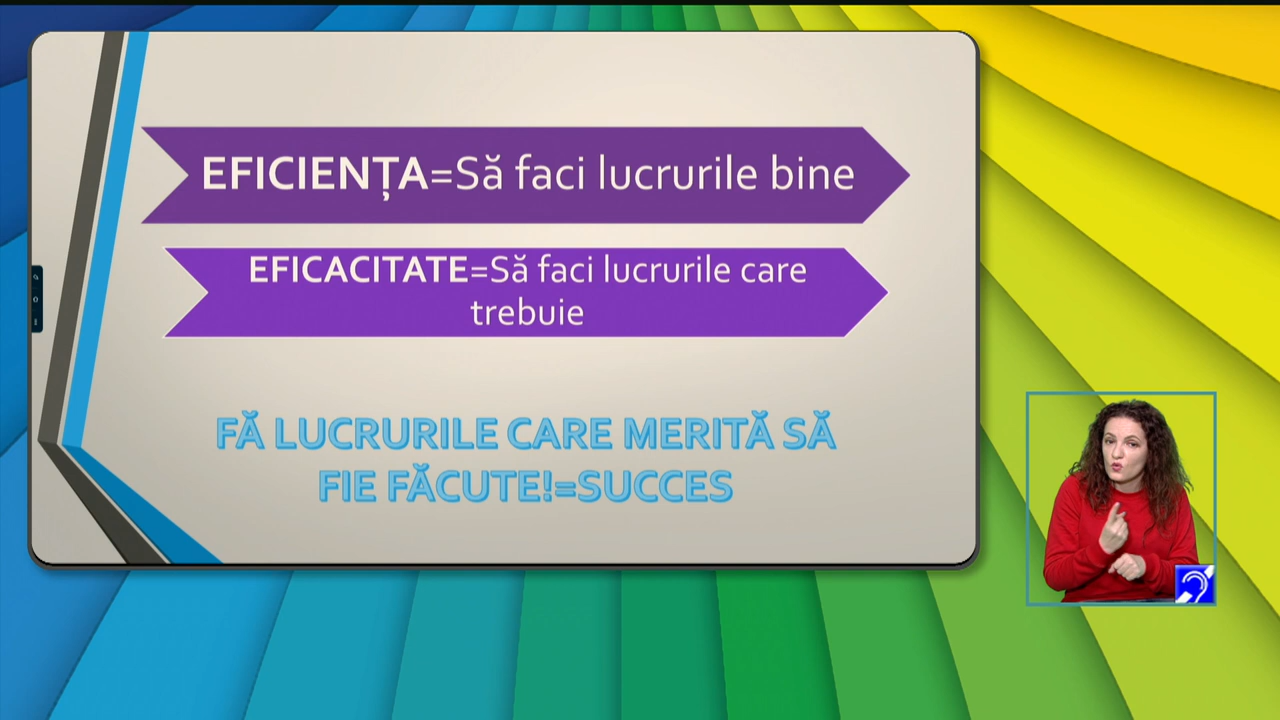 EFICIENȚA=Să faci lucrurile bine
EFICACITATE=Să faci lucrurile care
trebuie
FĂ LUCRURILE CARE MERITĂ SĂ
FIE FĂCUTE!=SUCCES